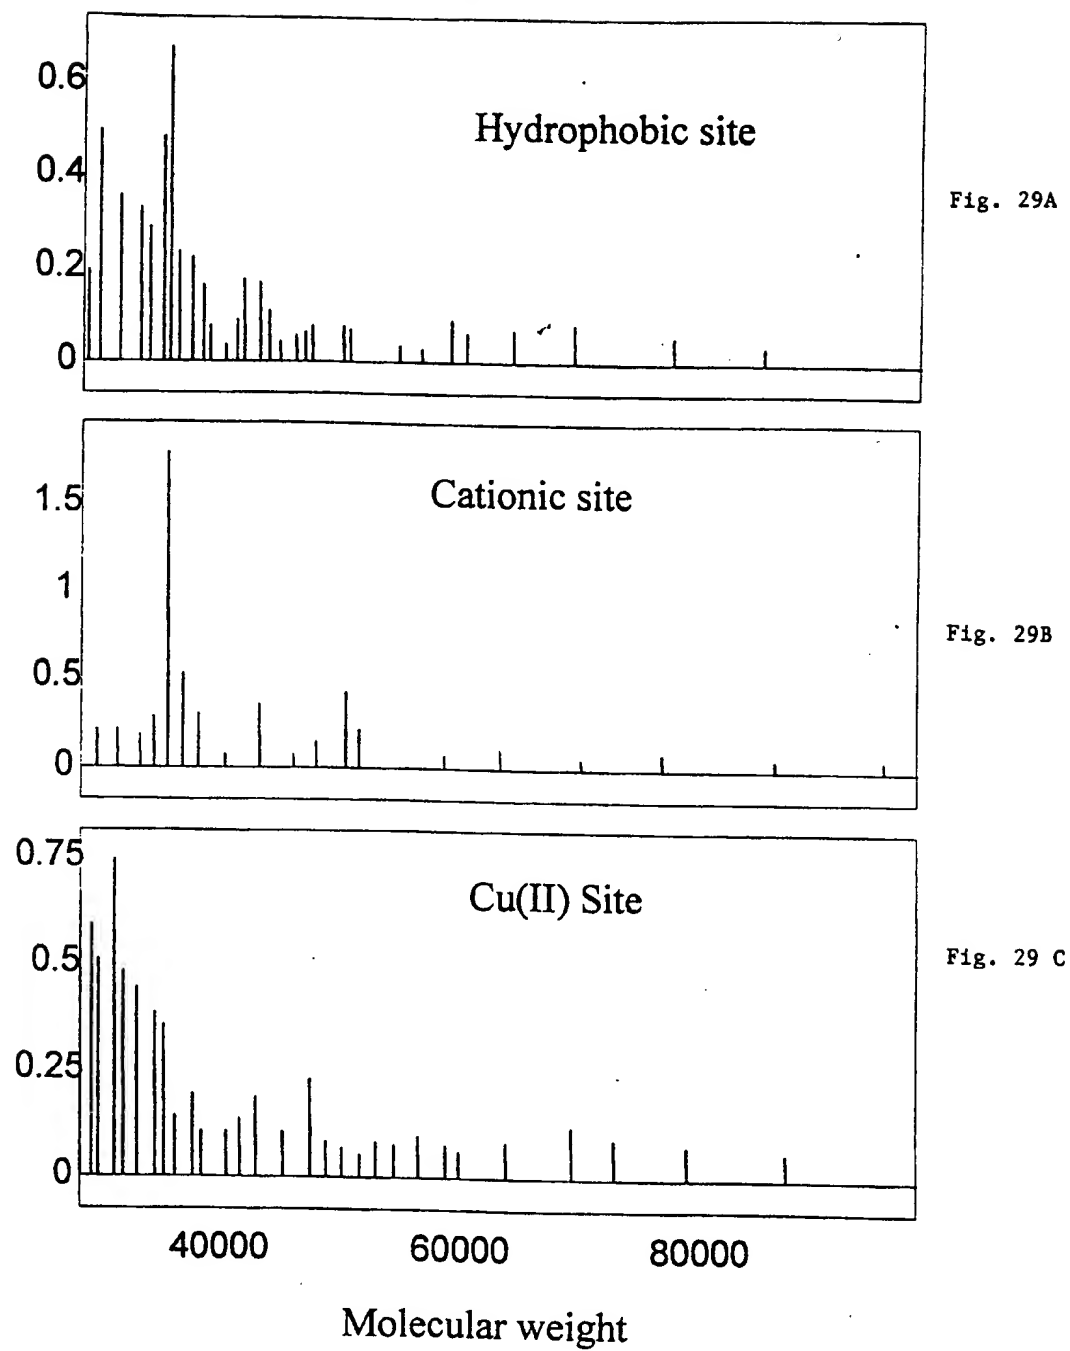 0.6
0.4
0.2
0
Hydrophobic site
Fig. 29A
1.5
1
0.5
0
Cationic site
Fig. 29B
0.75
0.5
0.25
0
Cu(II) Site
Fig. 29 C
40000 60000 80000
Molecular weight